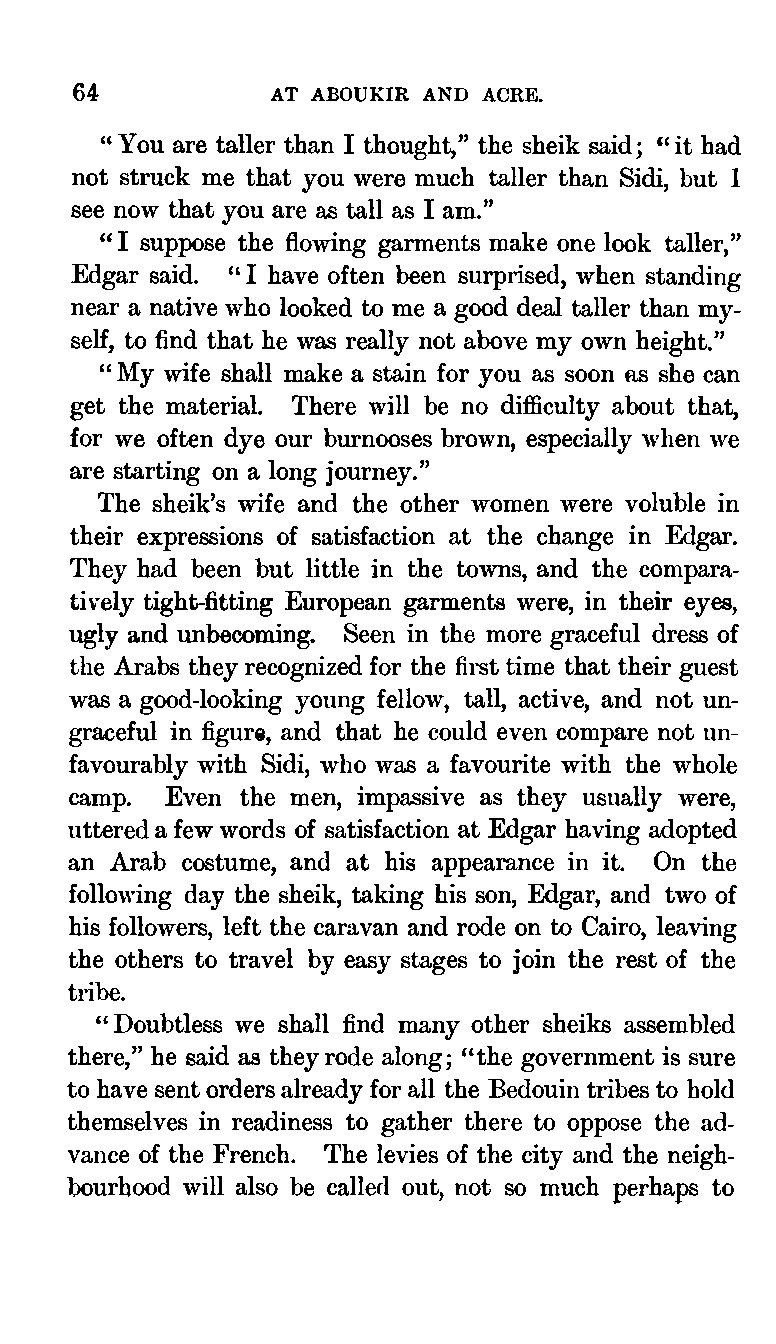 64 AT ABOUKIR AND ACRE.
“You are taller than I thought,” the sheik said; “it had
not struck me that you were much taller than Sidi, but I
see now that you are as tall as I am.”
“I suppose the flowing garments make one look taller,”
Edgar said. “I have often been surprised, when standing
near a native who looked to me a good deal taller than my-
self, to find that he was really not above my own height.”
“My wife shall make a stain for you as soon as she can
get the material. There will be no difficulty about that,
for we often dye our burnooses brown, especially when we
are starting on a long journey.”
The sheik’s wife and the other women were voluble in
their expressions of satisfaction at the change in Edgar.
They had been but little in the towns, and the compara-
tively tight-fitting European garments were, in their eyes,
ugly and unbecoming. Seen in the more graceful dress of
the Arabs they recognized for the first time that their guest
was a good-looking young fellow, tall, active, and not un-
graceful in figure, and that he could even compare not un-
favourably with Sidi, who was a favourite with the whole
camp. Even the men, impassive as they usually were,
uttered a few words of satisfaction at Edgar having adopted
an Arab costume, and at his appearance in it. On the
following day the sheik, taking his son, Edgar, and two of
his followers, left the caravan and rode on to Cairo, leaving
the others to travel by easy stages to join the rest of the
tribe.
“Doubtless we shall find many other sheiks assembled
there,” he said as they rode along; “the government is sure
to have sent orders already for all the Bedouin tribes to hold
themselves in readiness to gather there to oppose the ad-
vance of the French. The levies of the city and the neigh-
bourhood will also be called out, not so much perhaps to